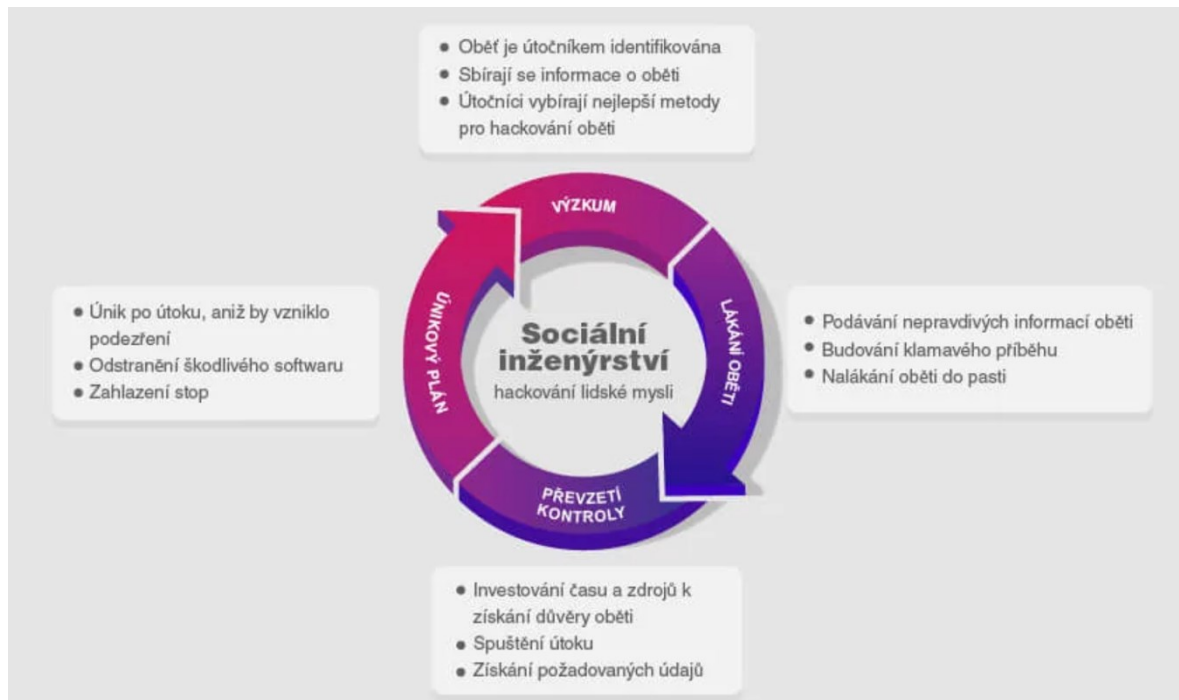 • Oběť je útočníkem identifikována
• Sbírají se informace o oběti
• Útočníci vybírají nejlepší metody
pro hackování oběti
VÝZKUM
LÁKÁNÍ OBĚTI
• Podávání nepravdivých informací oběti
• Budování klamavého příběhu
• Nalákání oběti do pasti
PŘEVZETÍ
KONTROLY
• Investování času a zdrojů k
získání důvěry oběti
• Spuštění útoku
• Získání požadovaných údajů
ÚNIKOVÝ PLÁN
• Únik po útoku, aniž by vzniklo
podezření
• Odstranění škodlivého softwaru
• Zahlazení stop
Sociální
inženýrství
hackování lidské mysli